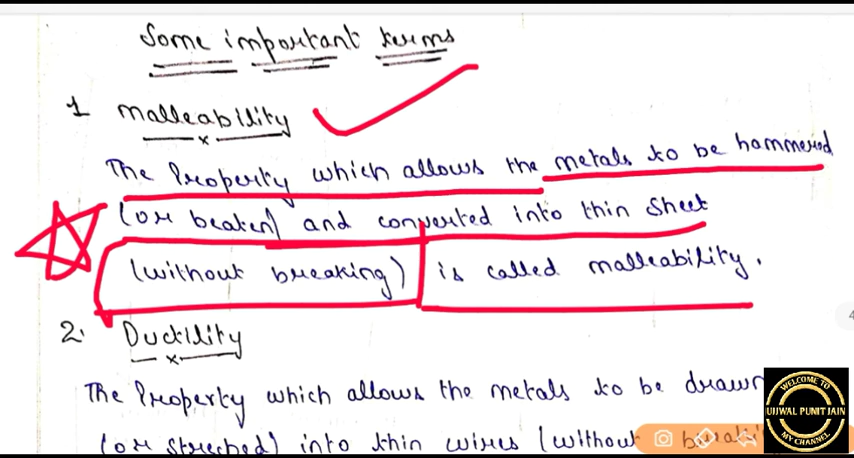 Some important terms
1 Malleability
The Property which allows the metals to be hammered
(or beaten) and converted into thin sheet
(without breaking) is called malleability.
2. Ductility
The Property which allows the metals to be drawn
(or streched) into thin wires (without
4
WELCOME TO
UJJWAL PUNIT JAIN
MY CHANNEL